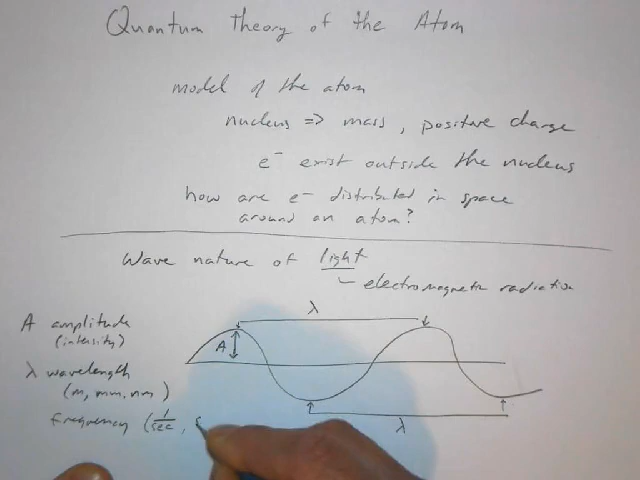 Quantum Theory of the Atom
model of the atom
nucleus => mass, positive charge
e⁻ exist outside the nucleus
how are e⁻ distributed in space
around an atom?
Wave nature of light
electromagnetic radiation
λ
A amplitude
(intensity)
A
λ wavelength
(m, mm, nm)
frequency (1/sec,
λ